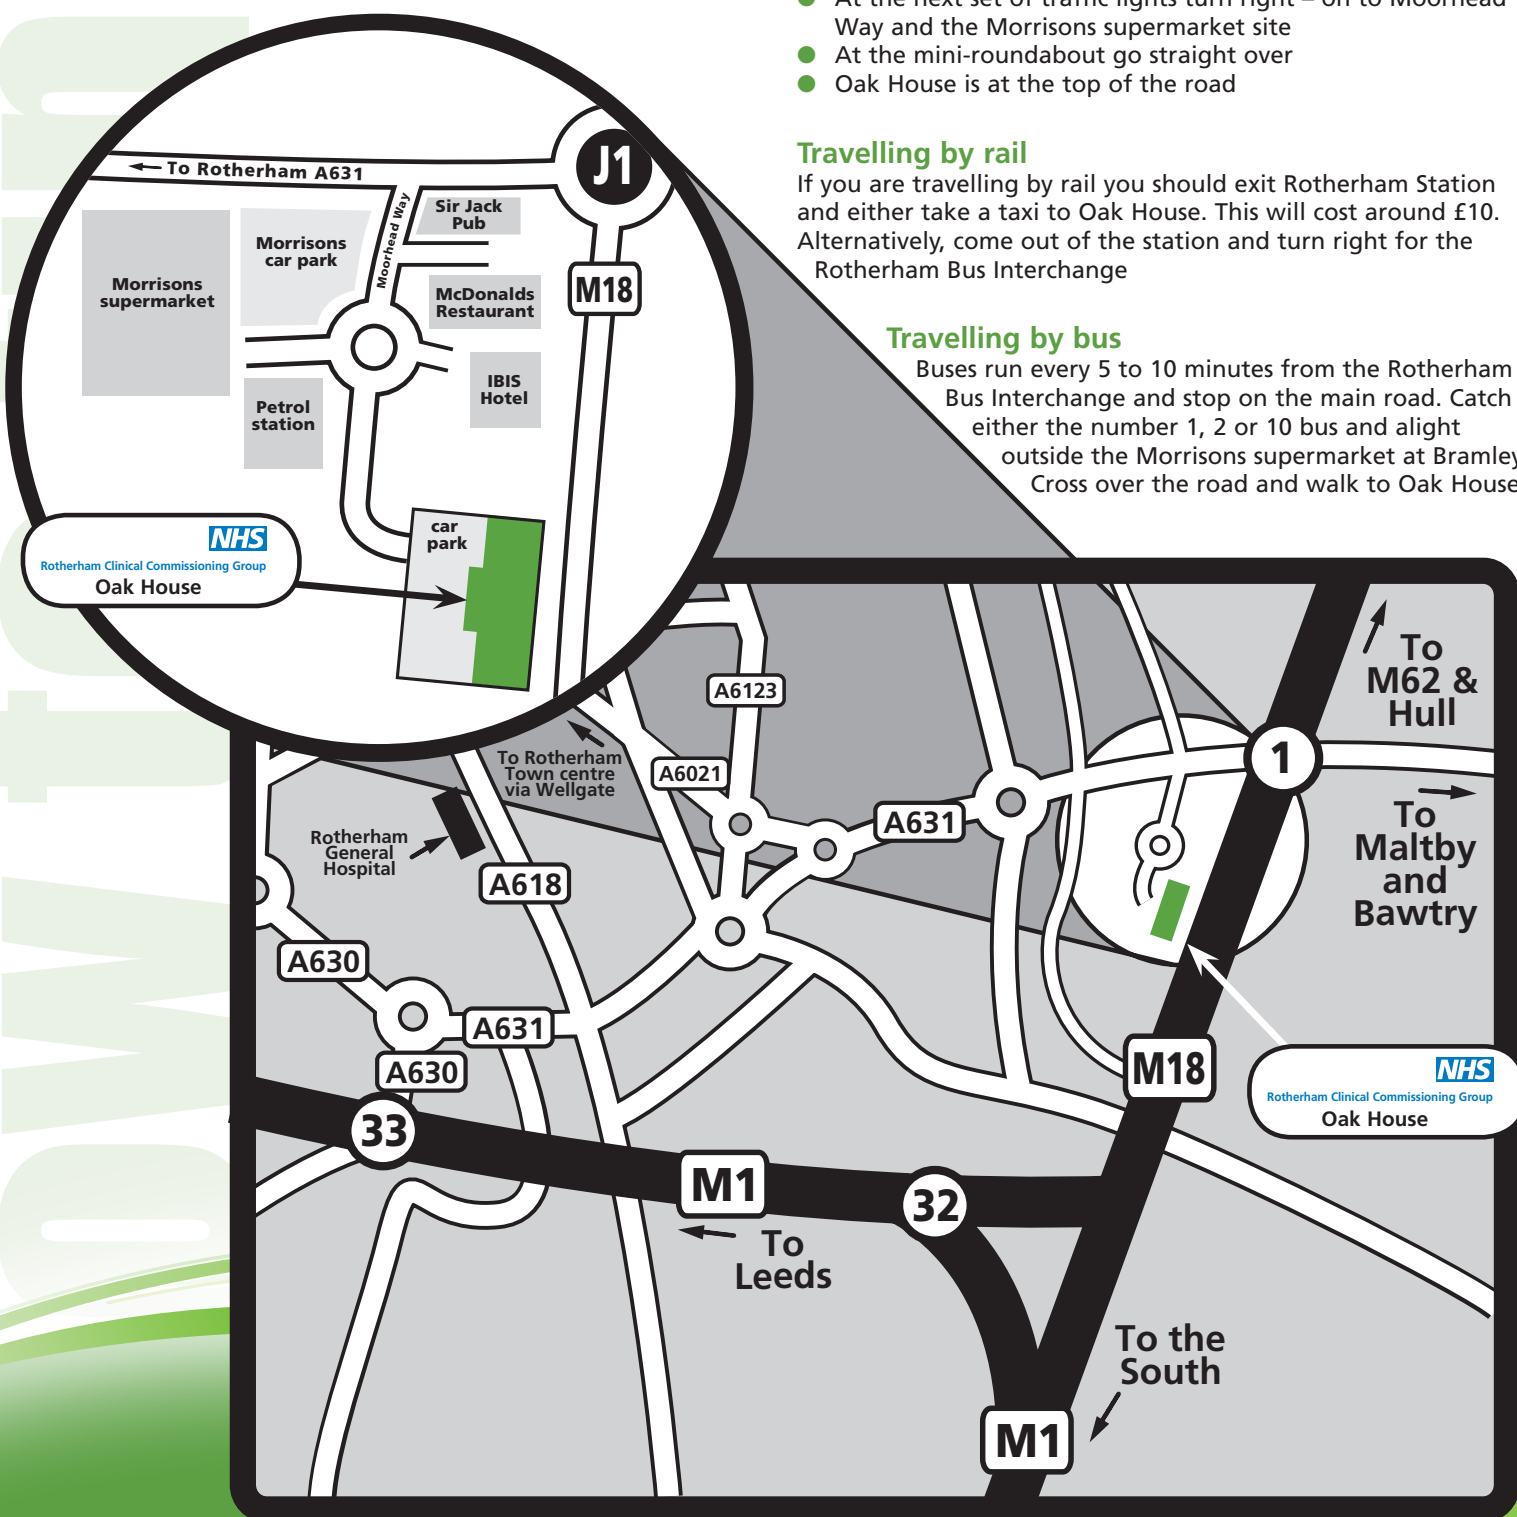 At the next set of traffic lights turn right – on to Moorhead
Way and the Morrisons supermarket site
At the mini-roundabout go straight over
Oak House is at the top of the road
Travelling by rail
If you are travelling by rail you should exit Rotherham Station
and either take a taxi to Oak House. This will cost around £10.
Alternatively, come out of the station and turn right for the
Rotherham Bus Interchange
Travelling by bus
Buses run every 5 to 10 minutes from the Rotherham
Bus Interchange and stop on the main road. Catch
either the number 1, 2 or 10 bus and alight
outside the Morrisons supermarket at Bramley
Cross over the road and walk to Oak House
To Rotherham A631
J1
Moorhead Way
Sir Jack
Pub
Morrisons
car park
Morrisons
supermarket
McDonalds
Restaurant
M18
IBIS
Hotel
Petrol
station
car
park
NHS
Rotherham Clinical Commissioning Group
Oak House
To
M62 &
Hull
A6123
1
To Rotherham
Town centre
via Wellgate
A6021
A631
To
Maltby
and
Bawtry
Rotherham
General
Hospital
A618
A630
A631
A630
M18
NHS
Rotherham Clinical Commissioning Group
Oak House
33
M1
32
To
Leeds
To the
South
M1